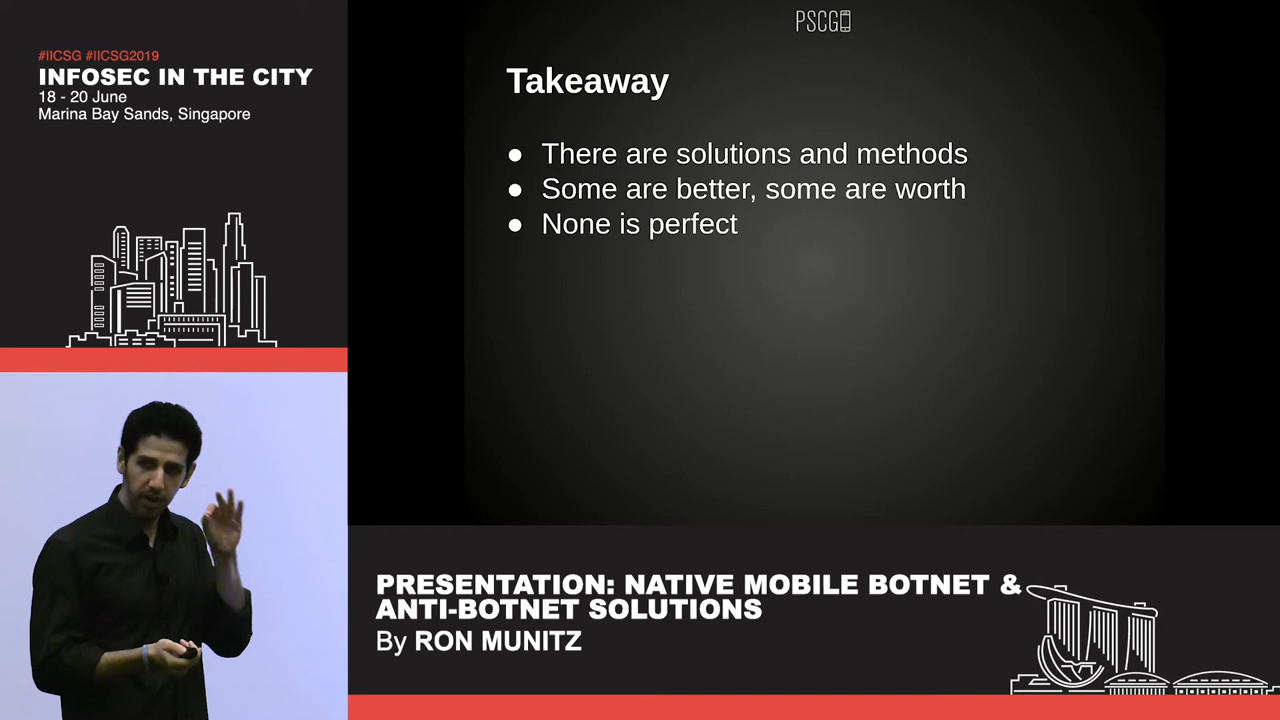 #IICSG #IICSG2019
INFOSEC IN THE CITY
18 - 20 June
Marina Bay Sands, Singapore
PSCG
Takeaway
● There are solutions and methods
● Some are better, some are worth
● None is perfect
PRESENTATION: NATIVE MOBILE BOTNET &
ANTI-BOTNET SOLUTIONS
By RON MUNITZ